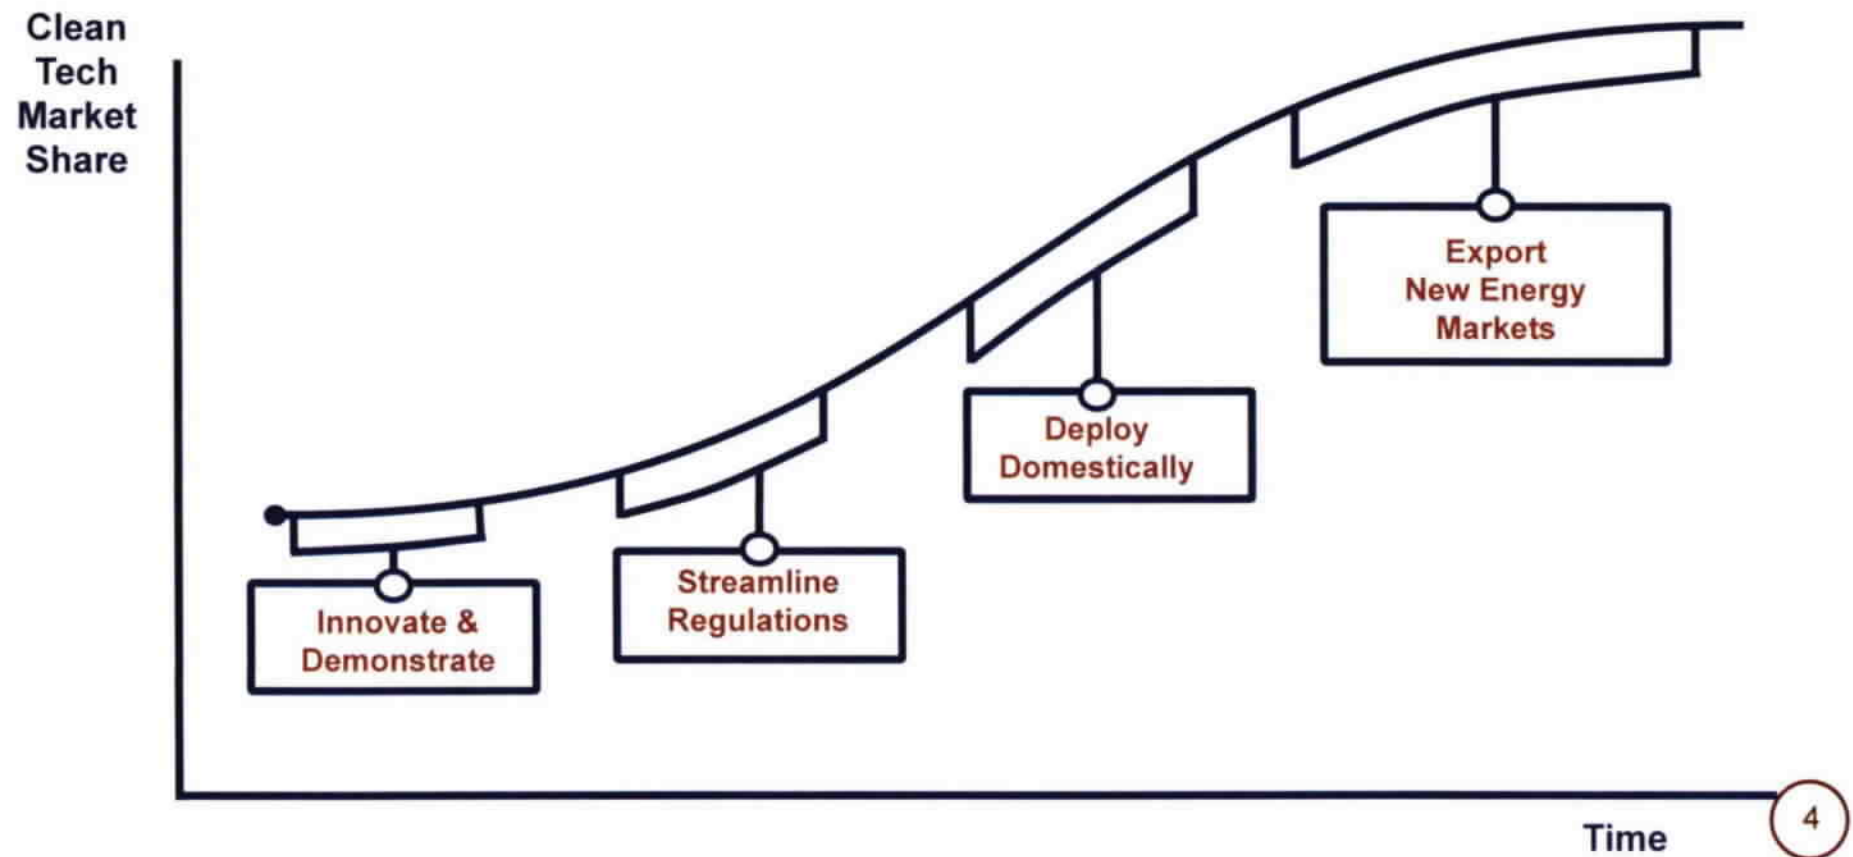 Clean
Tech
Market
Share
Export
New Energy
Markets
Deploy
Domestically
Streamline
Regulations
Innovate &
Demonstrate
Time
4